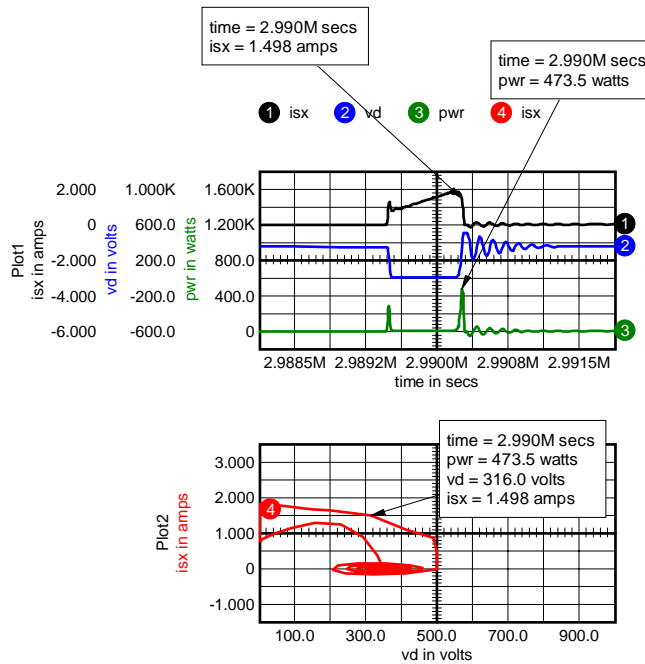 time = 2.990M secs
isx = 1.498 amps
time = 2.990M secs
pwr = 473.5 watts
1 isx 2 vd 3 pwr 4 isx
2.000 1.000K 1.600K
0 600.0 1.200K 1
-2.000 200.0 800.0 2
-4.000 -200.0 400.0
-6.000 -600.0 0 3
Plot1
isx in amps
vd in volts
pwr in watts
2.9885M 2.9892M 2.9900M 2.9908M 2.9915M
time in secs
time = 2.990M secs
pwr = 473.5 watts
vd = 316.0 volts
isx = 1.498 amps
3.000
2.000
4
1.000
0
-1.000
Plot2
isx in amps
100.0 300.0 500.0 700.0 900.0
vd in volts